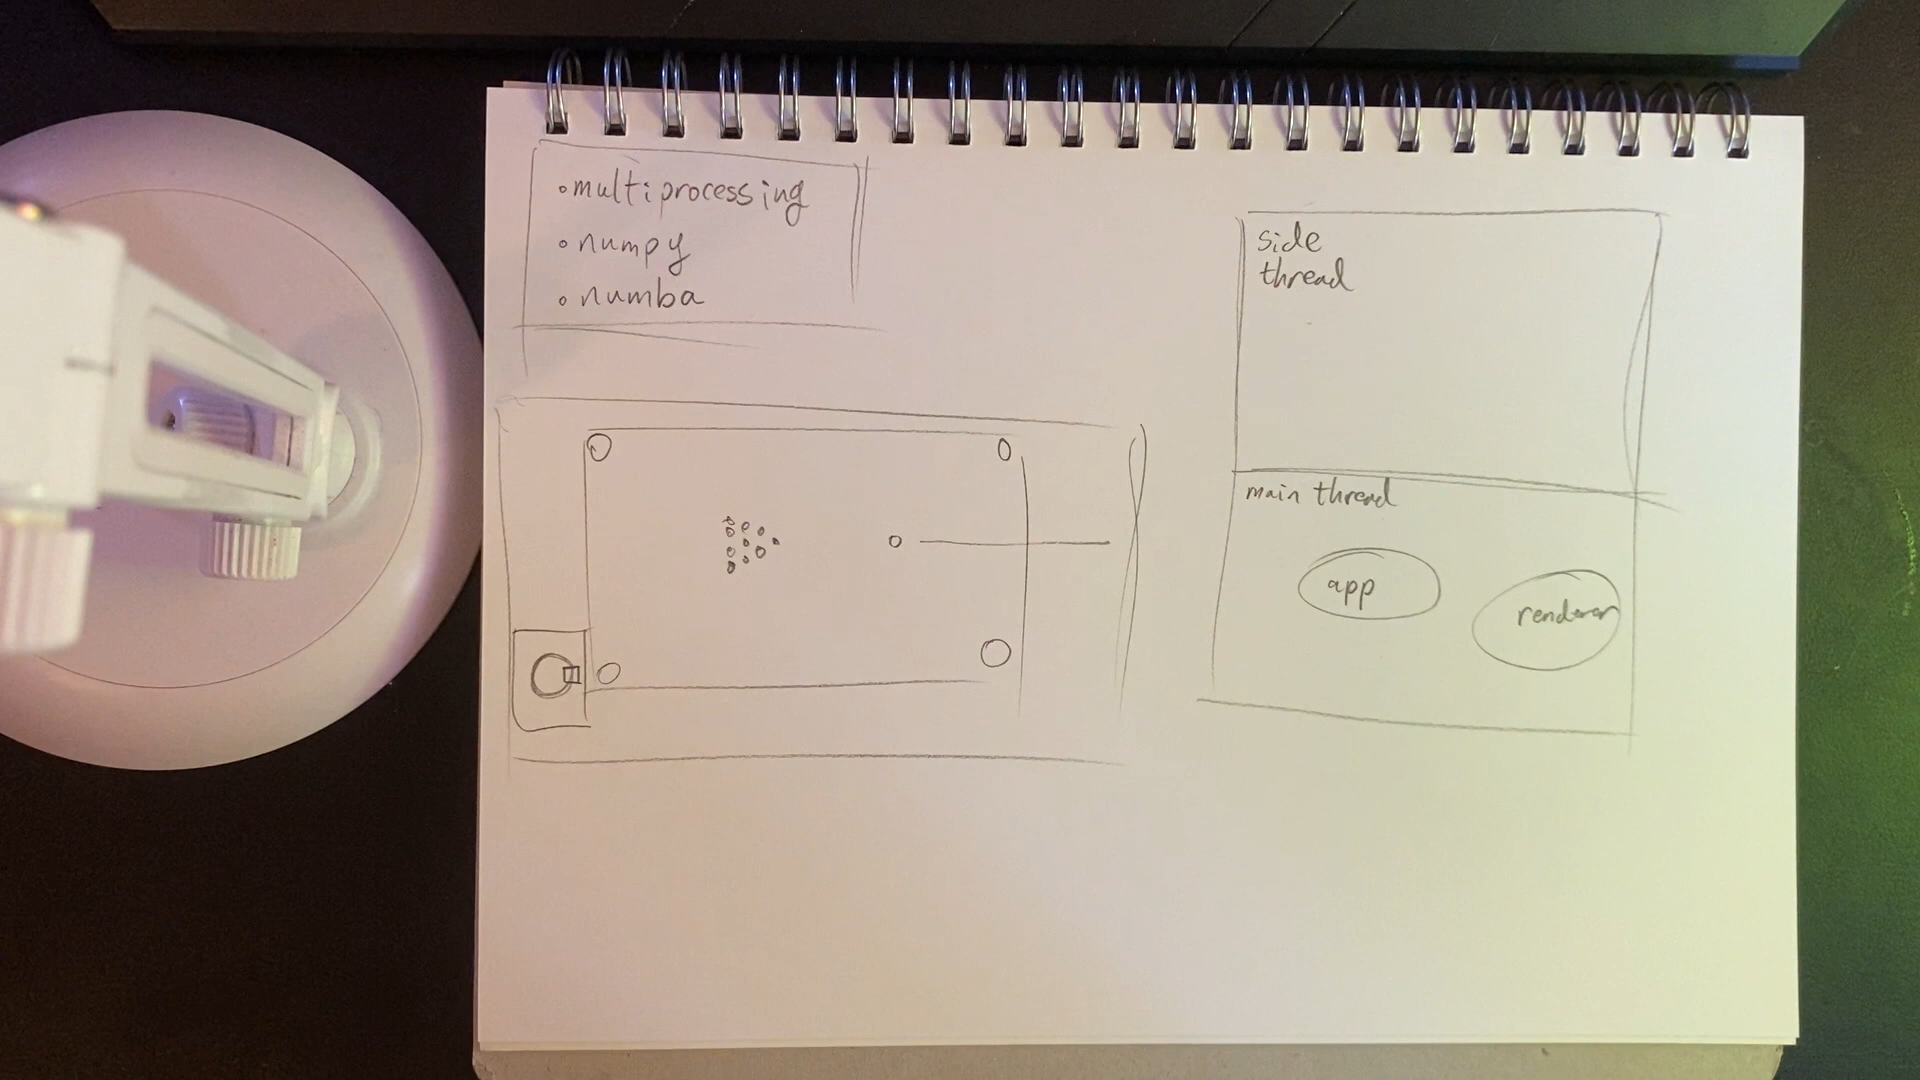 multiprocessing
numpy
numba
side
thread
main thread
app
renderer